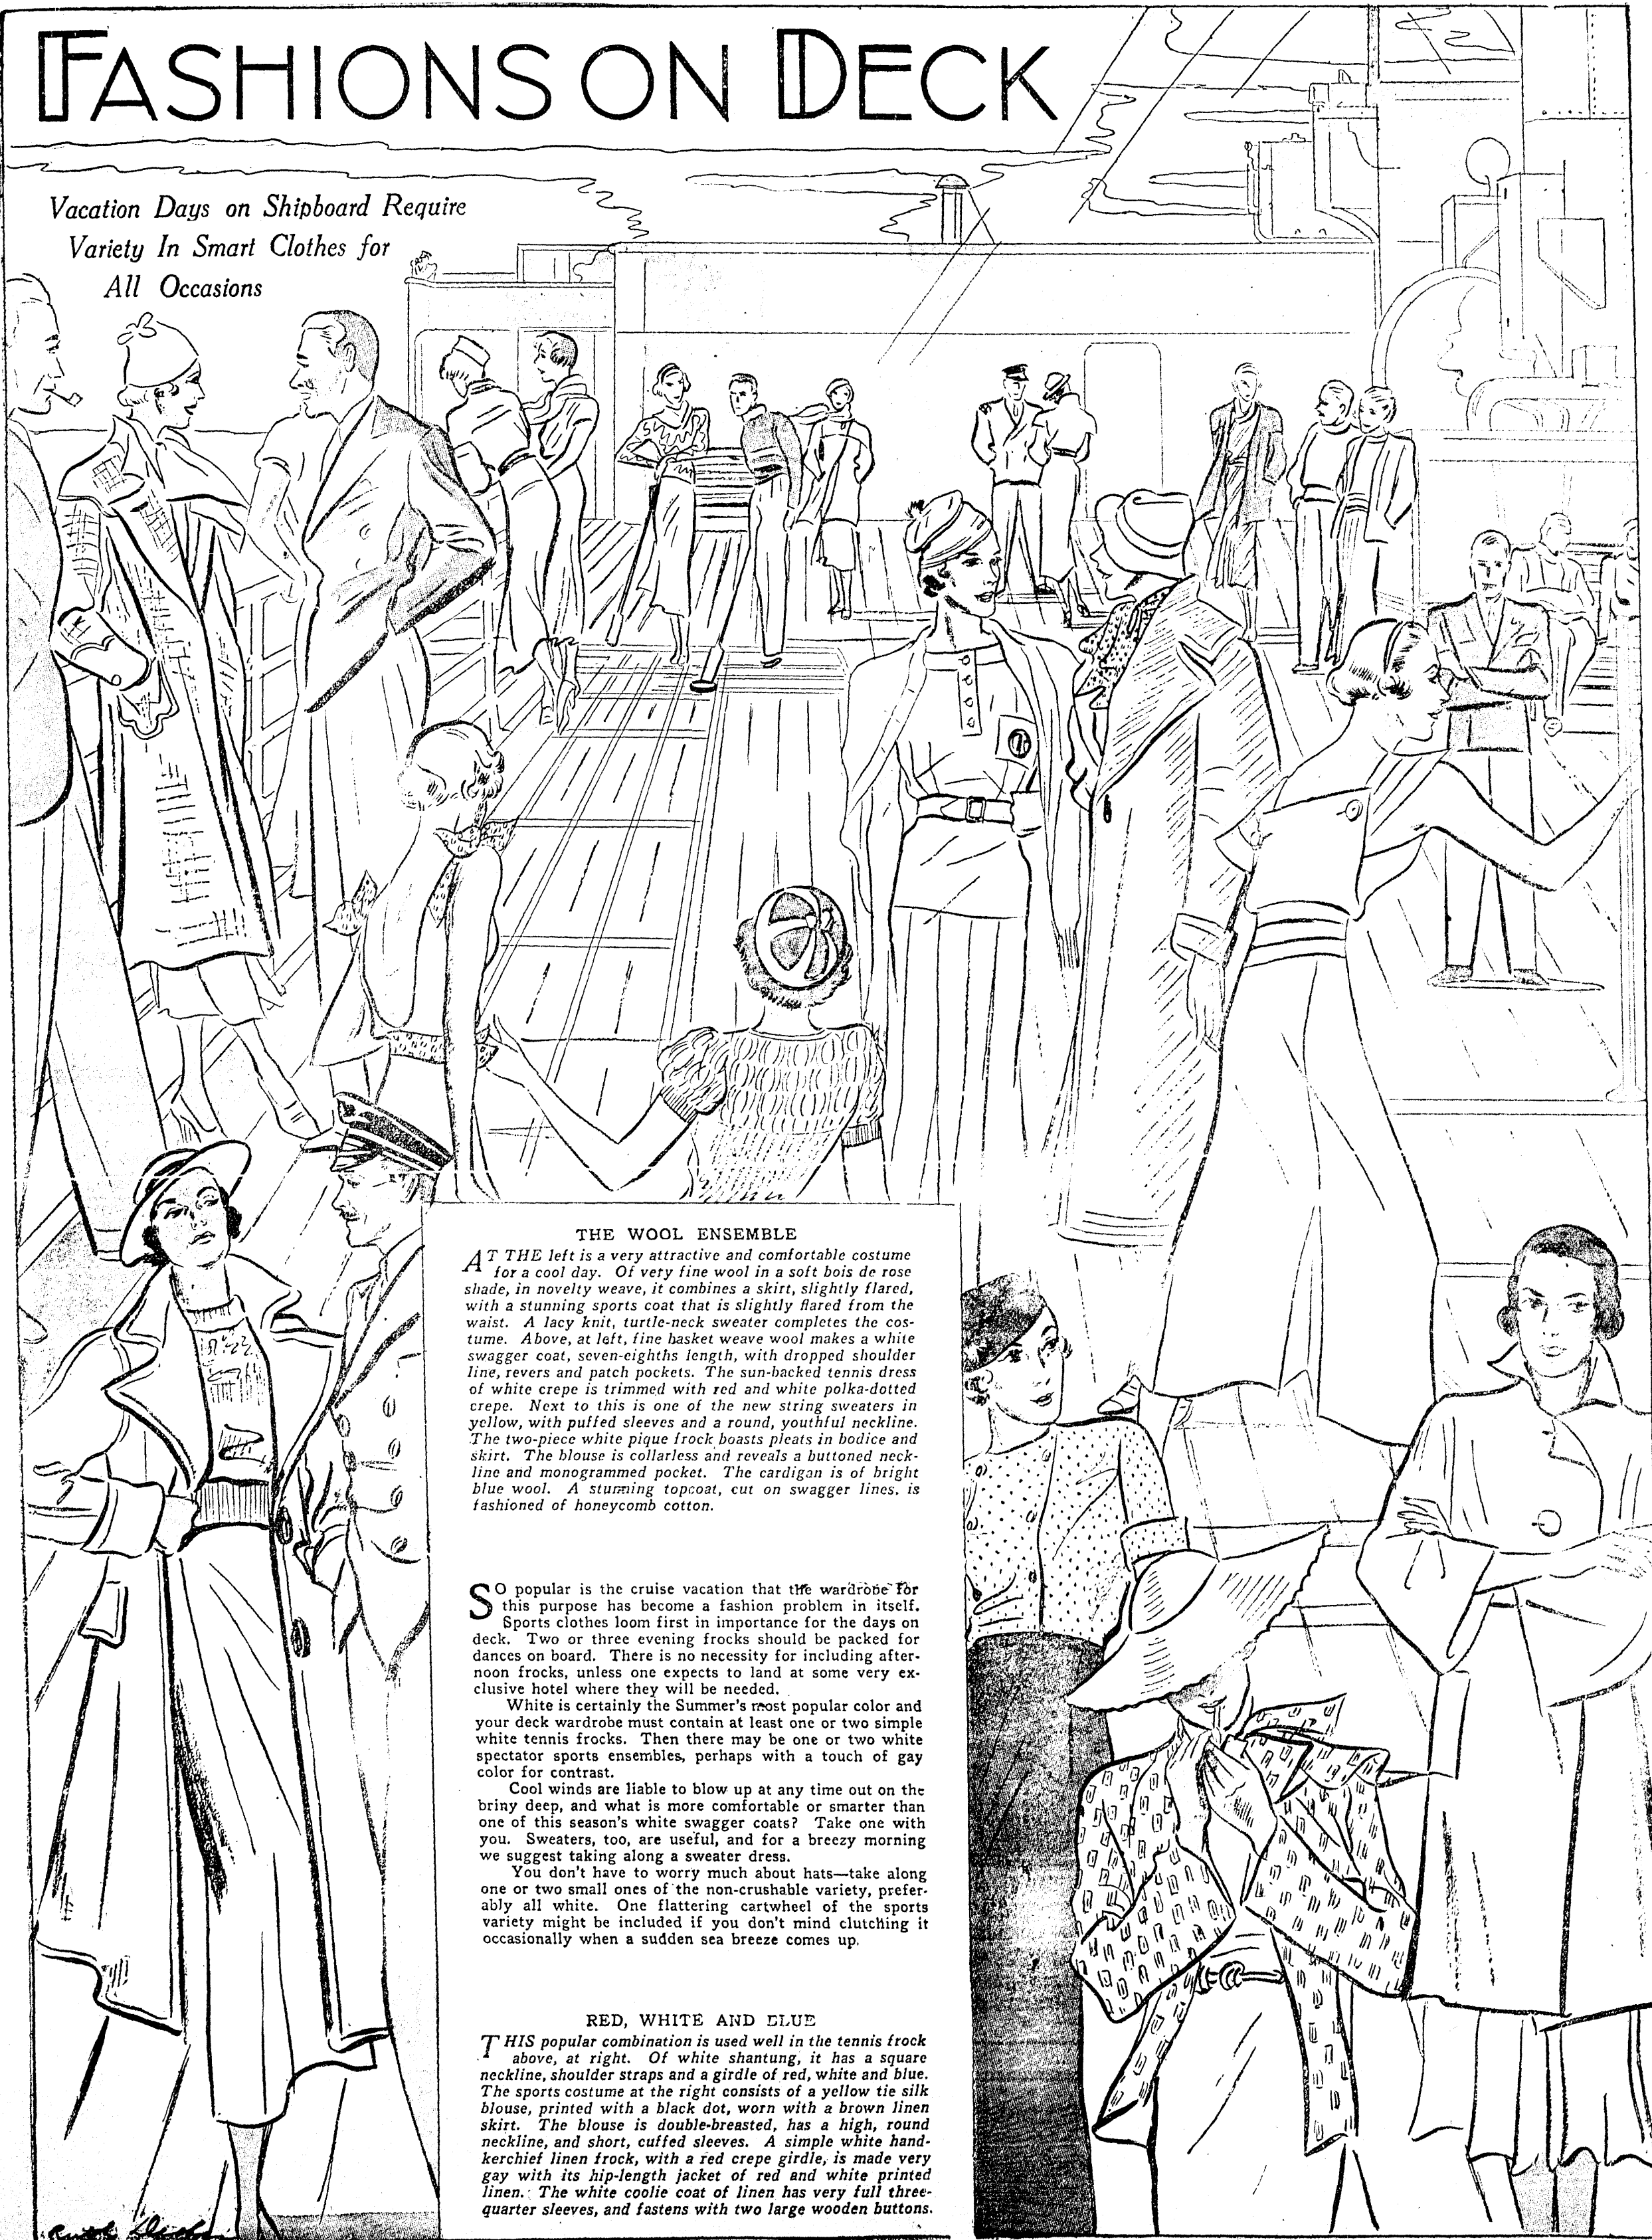 FASHIONS ON DECK
Vacation Days on Shipboard Require
Variety In Smart Clothes for
All Occasions
THE WOOL ENSEMBLE
AT THE left is a very attractive and comfortable costume
for a cool day. Of very fine wool in a soft bois de rose
shade, in novelty weave, it combines a skirt, slightly flared,
with a stunning sports coat that is slightly flared from the
waist. A lacy knit, turtle-neck sweater completes the cos-
tume. Above, at left, fine basket weave wool makes a white
swagger coat, seven-eighths length, with dropped shoulder
line, revers and patch pockets. The sun-backed tennis dress
of white crepe is trimmed with red and white polka-dotted
crepe. Next to this is one of the new string sweaters in
yellow, with puffed sleeves and a round, youthful neckline.
The two-piece white pique frock boasts pleats in bodice and
skirt. The blouse is collarless and reveals a buttoned neck-
line and monogrammed pocket. The cardigan is of bright
blue wool. A stunning topcoat, cut on swagger lines, is
fashioned of honeycomb cotton.
SO popular is the cruise vacation that the wardrobe for
this purpose has become a fashion problem in itself.
Sports clothes loom first in importance for the days on
deck. Two or three evening frocks should be packed for
dances on board. There is no necessity for including after-
noon frocks, unless one expects to land at some very ex-
clusive hotel where they will be needed.
White is certainly the Summer's most popular color and
your deck wardrobe must contain at least one or two simple
white tennis frocks. Then there may be one or two white
spectator sports ensembles, perhaps with a touch of gay
color for contrast.
Cool winds are liable to blow up at any time out on the
briny deep, and what is more comfortable or smarter than
one of this season's white swagger coats? Take one with
you. Sweaters, too, are useful, and for a breezy morning
we suggest taking along a sweater dress.
You don't have to worry much about hats—take along
one or two small ones of the non-crushable variety, prefer-
ably all white. One flattering cartwheel of the sports
variety might be included if you don't mind clutching it
occasionally when a sudden sea breeze comes up.
RED, WHITE AND BLUE
THIS popular combination is used well in the tennis frock
above, at right. Of white shantung, it has a square
neckline, shoulder straps and a girdle of red, white and blue.
The sports costume at the right consists of a yellow tie silk
blouse, printed with a black dot, worn with a brown linen
skirt. The blouse is double-breasted, has a high, round
neckline, and short, cuffed sleeves. A simple white hand-
kerchief linen frock, with a red crepe girdle, is made very
gay with its hip-length jacket of red and white printed
linen. The white coolie coat of linen has very full three-
quarter sleeves, and fastens with two large wooden buttons.